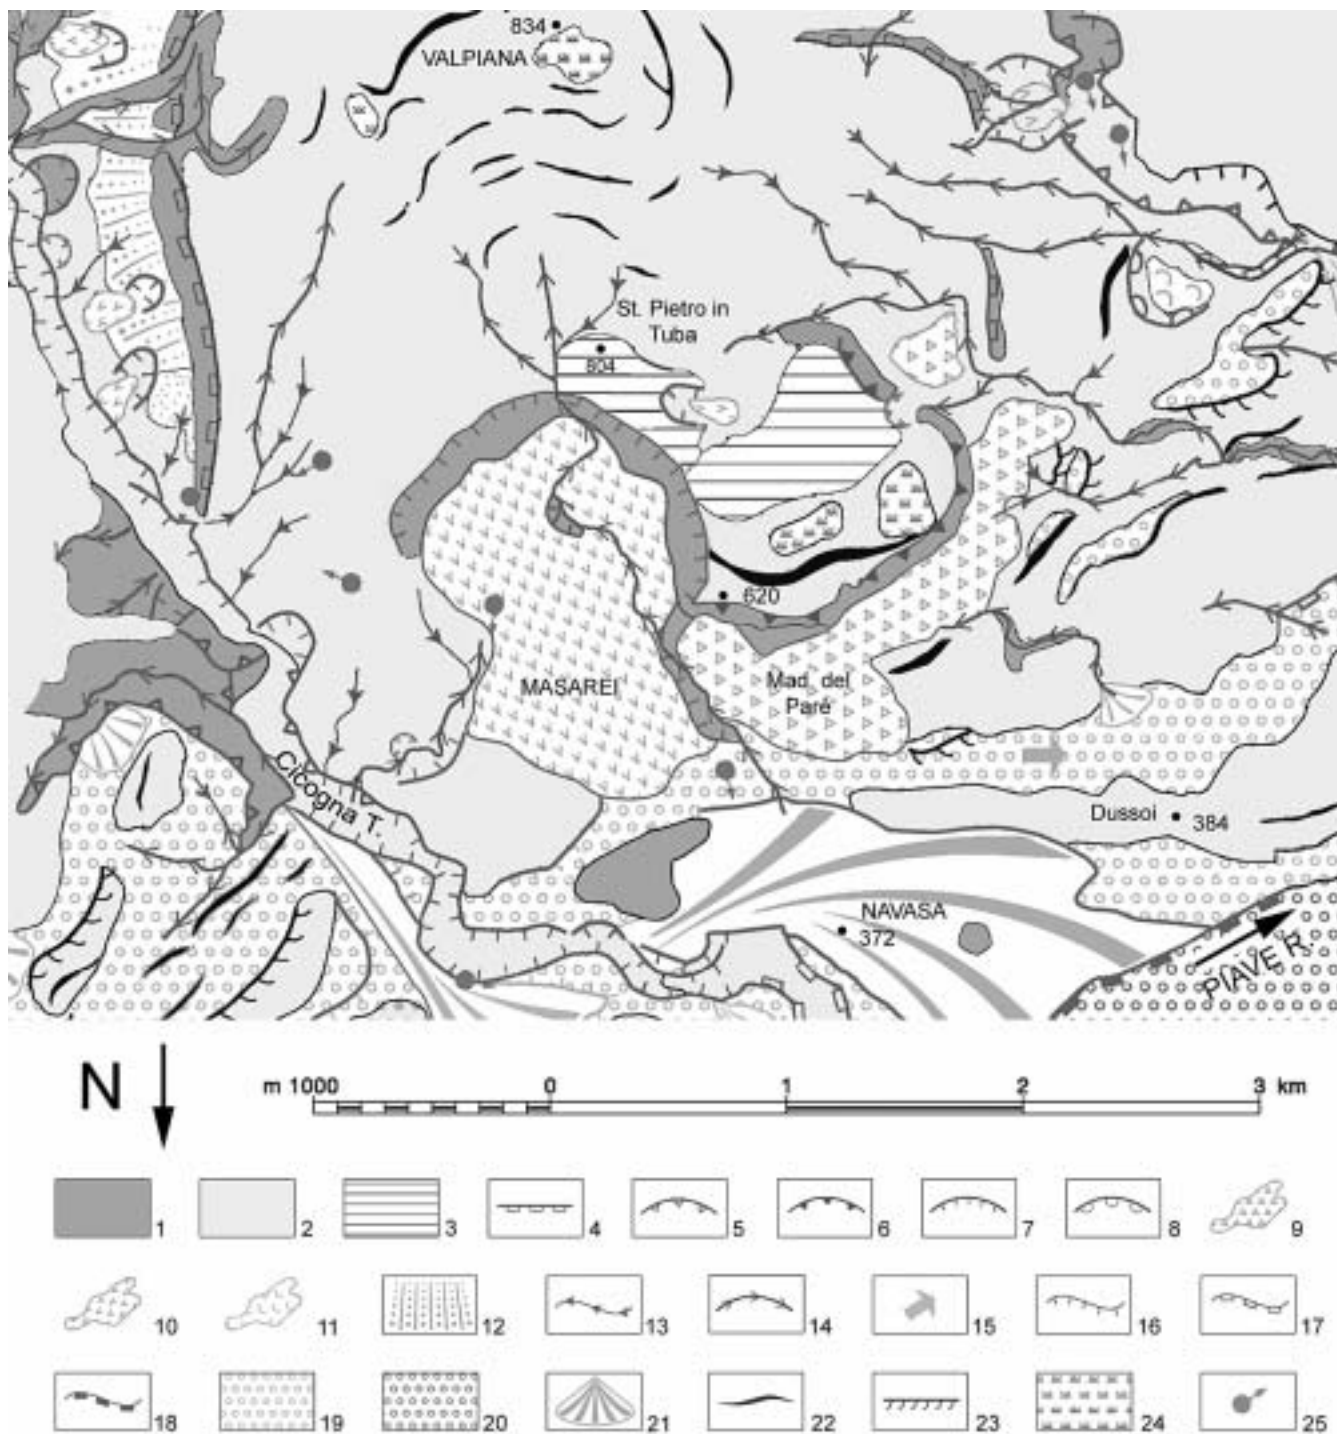 834
VALPIANA
St. Pietro in
Tuba
804
620
MASAREI
Mad. del
Paré
Cicogna T.
Dussoi
384
NAVASA
372
PIAVE R.
N
m 1000 0 1 2 3 km
1 2 3 4 5 6 7 8 9
10 11 12 13 14 15 16 17
18 19 20 21 22 23 24 25